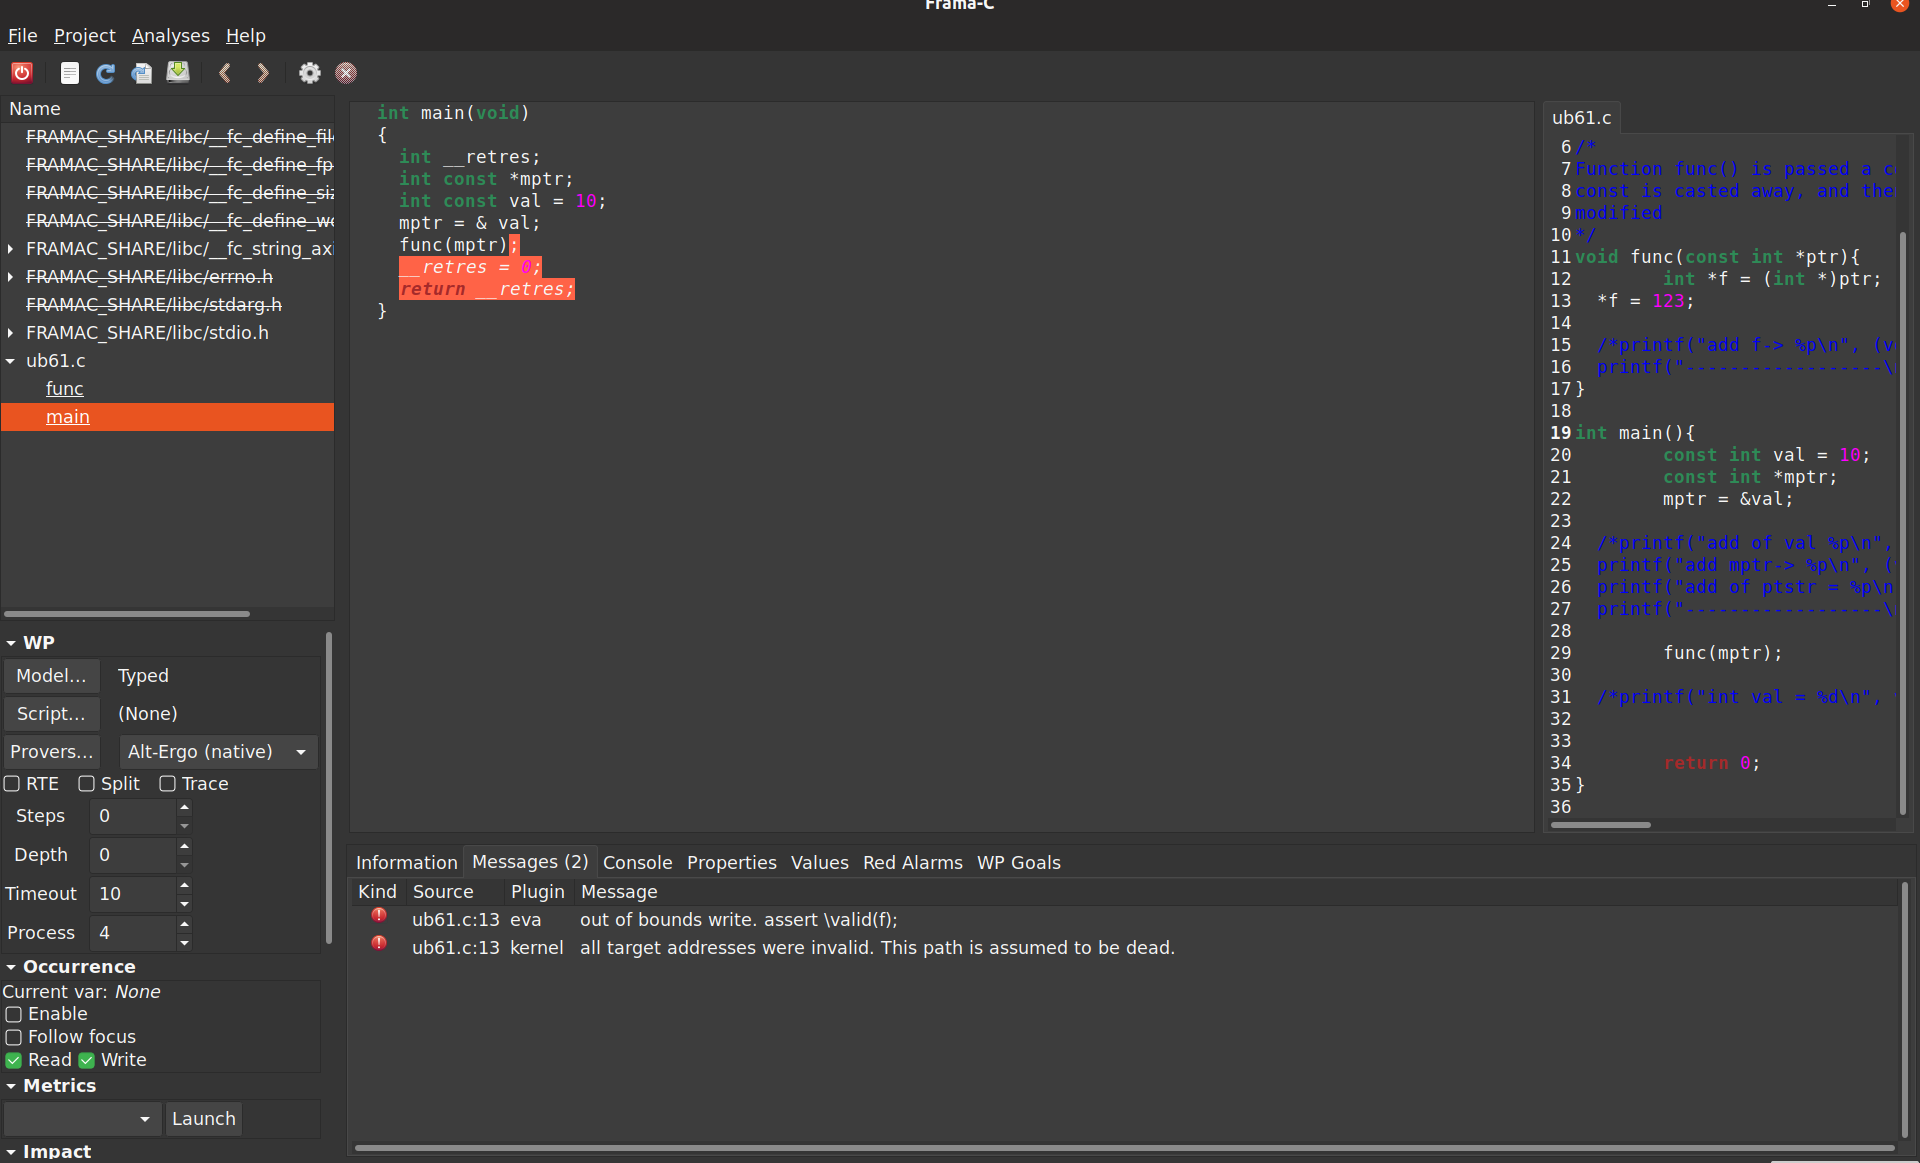 Frama-C
File Project Analyses Help
Name
FRAMAC_SHARE/libc/__fc_define_fil
FRAMAC_SHARE/libc/__fc_define_fp
FRAMAC_SHARE/libc/__fc_define_siz
FRAMAC_SHARE/libc/__fc_define_we
FRAMAC_SHARE/libc/__fc_string_axi
FRAMAC_SHARE/libc/errno.h
FRAMAC_SHARE/libc/stdarg.h
FRAMAC_SHARE/libc/stdio.h
ub61.c
func
main
WP
Model... Typed
Script... (None)
Provers... Alt-Ergo (native)
RTE Split Trace
Steps 0
Depth 0
Timeout 10
Process 4
Occurrence
Current var: None
Enable
Follow focus
Read Write
Metrics
Launch
Impact
int main(void)
{
int __retres;
int const *mptr;
int const val = 10;
mptr = & val;
func(mptr);
__retres = 0;
return __retres;
}
ub61.c
6 /*
7 Function func() is passed a c
8 const is casted away, and the
9 modified
10 */
11 void func(const int *ptr){
12 int *f = (int *)ptr;
13 *f = 123;
14
15 /*printf("add f-> %p\n", (v
16 printf("------------------\
17 }
18
19 int main(){
20 const int val = 10;
21 const int *mptr;
22 mptr = &val;
23
24 /*printf("add of val %p\n",
25 printf("add mptr-> %p\n", (
26 printf("add of ptstr = %p\n
27 printf("------------------\
28
29 func(mptr);
30
31 /*printf("int val = %d\n",
32
33
34 return 0;
35 }
36
Information Messages (2) Console Properties Values Red Alarms WP Goals
Kind Source Plugin Message
ub61.c:13 eva out of bounds write. assert \valid(f);
ub61.c:13 kernel all target addresses were invalid. This path is assumed to be dead.